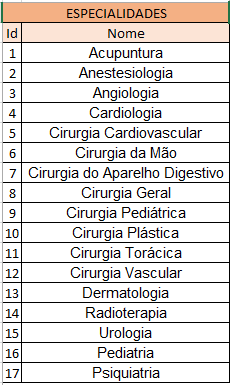 ESPECIALIDADES
Id Nome
1 Acupuntura
2 Anestesiologia
3 Angiologia
4 Cardiologia
5 Cirurgia Cardiovascular
6 Cirurgia da Mão
7 Cirurgia do Aparelho Digestivo
8 Cirurgia Geral
9 Cirurgia Pediátrica
10 Cirurgia Plástica
11 Cirurgia Torácica
12 Cirurgia Vascular
13 Dermatologia
14 Radioterapia
15 Urologia
16 Pediatria
17 Psiquiatria